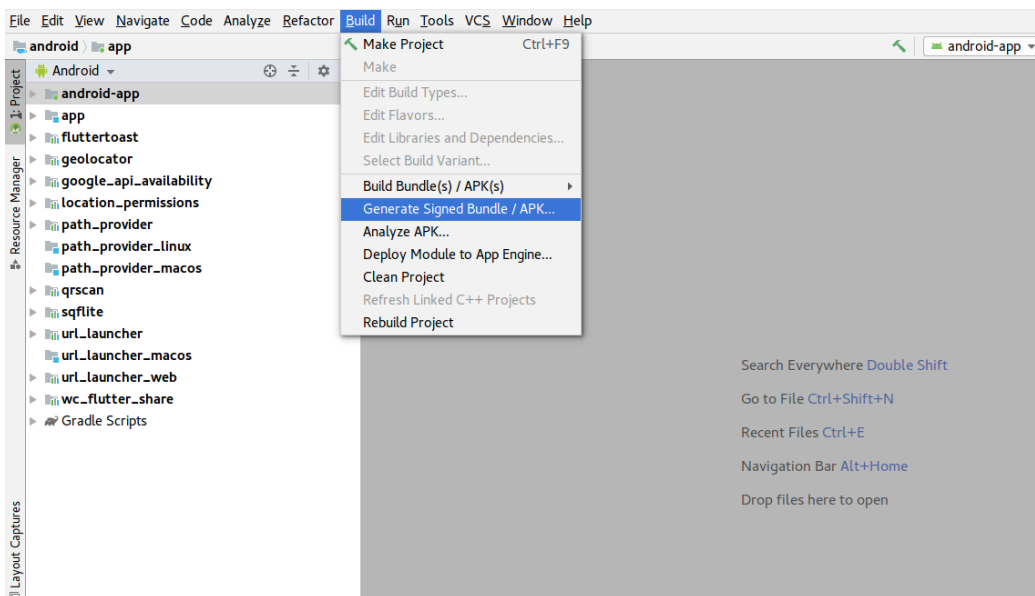 File Edit View Navigate Code Analyze Refactor Build Run Tools VCS Window Help
android app
android-app
1: Project
Resource Manager
Layout Captures
Android
android-app
app
fluttertoast
geolocator
google_api_availability
location_permissions
path_provider
path_provider_linux
path_provider_macos
qrscan
sqflite
url_launcher
url_launcher_macos
url_launcher_web
wc_flutter_share
Gradle Scripts
Make Project Ctrl+F9
Make
Edit Build Types...
Edit Flavors...
Edit Libraries and Dependencies...
Select Build Variant...
Build Bundle(s) / APK(s)
Generate Signed Bundle / APK...
Analyze APK...
Deploy Module to App Engine...
Clean Project
Refresh Linked C++ Projects
Rebuild Project
Search Everywhere Double Shift
Go to File Ctrl+Shift+N
Recent Files Ctrl+E
Navigation Bar Alt+Home
Drop files here to open